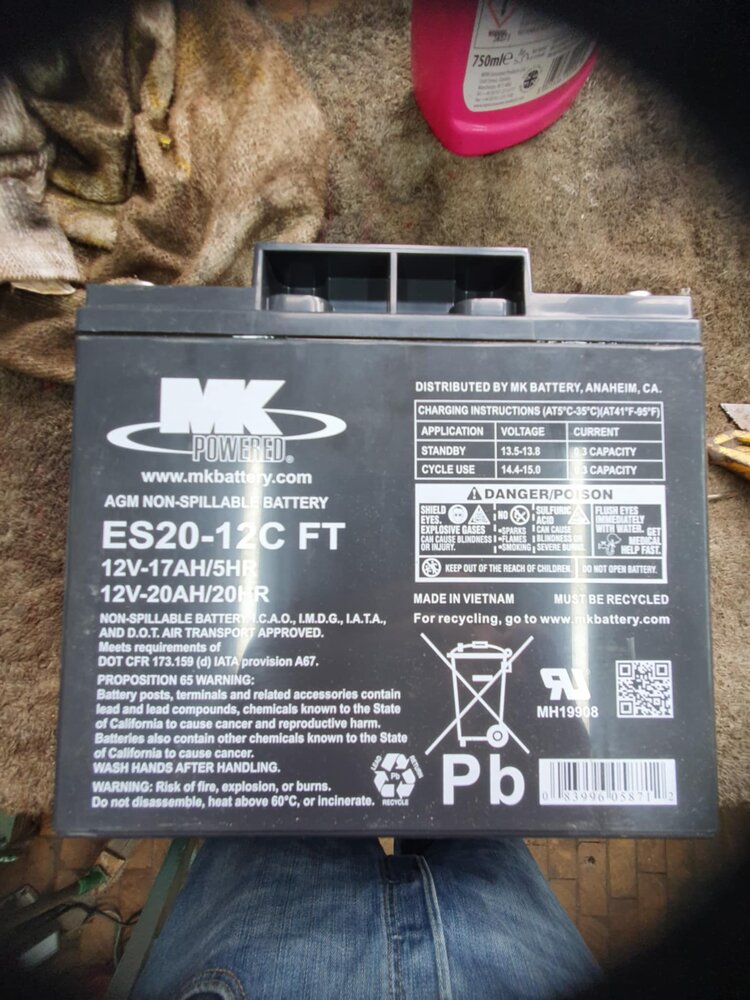 750ml e
MK
POWERED®
www.mkbattery.com
AGM NON-SPILLABLE BATTERY
ES20-12C FT
12V-17AH/5HR
12V-20AH/20HR
NON-SPILLABLE BATTERY I.C.A.O., I.M.D.G., I.A.T.A.,
AND D.O.T. AIR TRANSPORT APPROVED.
Meets requirements of
DOT CFR 173.159 (d) IATA provision A67.
PROPOSITION 65 WARNING:
Battery posts, terminals and related accessories contain
lead and lead compounds, chemicals known to the State
of California to cause cancer and reproductive harm.
Batteries also contain other chemicals known to the State
of California to cause cancer.
WASH HANDS AFTER HANDLING.
WARNING: Risk of fire, explosion, or burns.
Do not disassemble, heat above 60°C, or incinerate.
LEAD
Pb
RETURN
RECYCLE
DISTRIBUTED BY MK BATTERY, ANAHEIM, CA.
CHARGING INSTRUCTIONS (AT5°C-35°C)(AT41°F-95°F)
APPLICATION VOLTAGE CURRENT
STANDBY 13.5-13.8 0.3 CAPACITY
CYCLE USE 14.4-15.0 0.3 CAPACITY
DANGER/POISON
SHIELD
EYES.
EXPLOSIVE GASES
CAN CAUSE BLINDNESS
OR INJURY.
NO
•SPARKS
•FLAMES
•SMOKING
SULFURIC
ACID
CAN CAUSE
BLINDNESS OR
SEVERE BURNS.
FLUSH EYES
IMMEDIATELY
WITH WATER.
GET
MEDICAL
HELP FAST.
KEEP OUT OF THE REACH OF CHILDREN.
DO NOT OPEN BATTERY.
MADE IN VIETNAM MUST BE RECYCLED
For recycling, go to www.mkbattery.com
MH19908
Pb
0 83996 05871 2